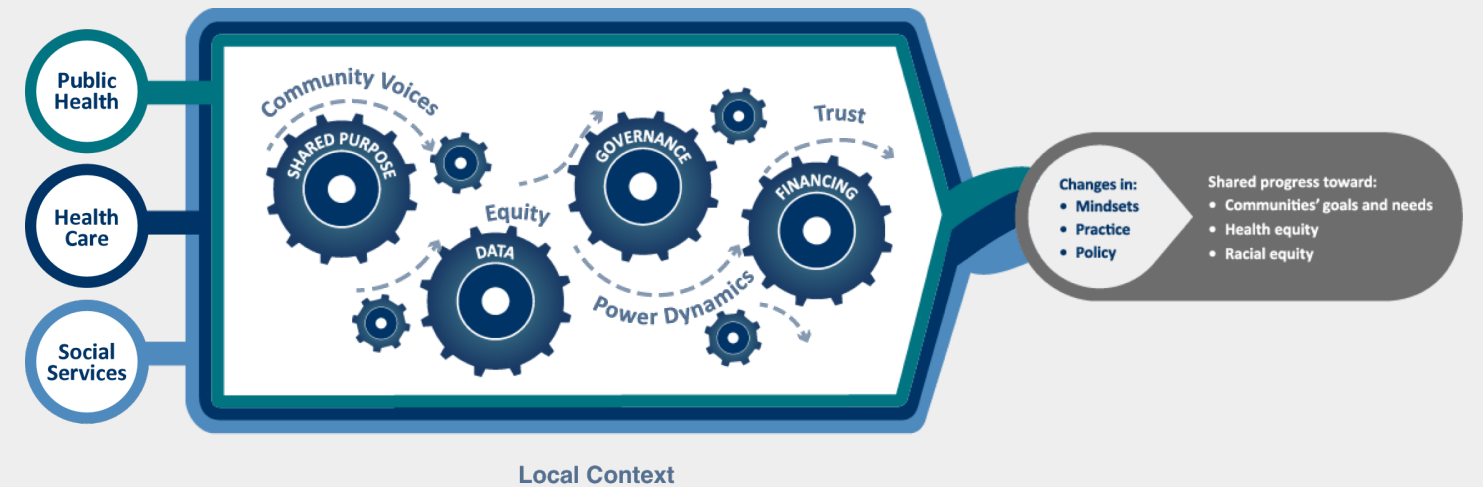 Public
Health
Health
Care
Social
Services
Community Voices
SHARED PURPOSE
Equity
DATA
GOVERNANCE
Power Dynamics
Trust
FINANCING
Changes in:
• Mindsets
• Practice
• Policy
Shared progress toward:
• Communities' goals and needs
• Health equity
• Racial equity
Local Context